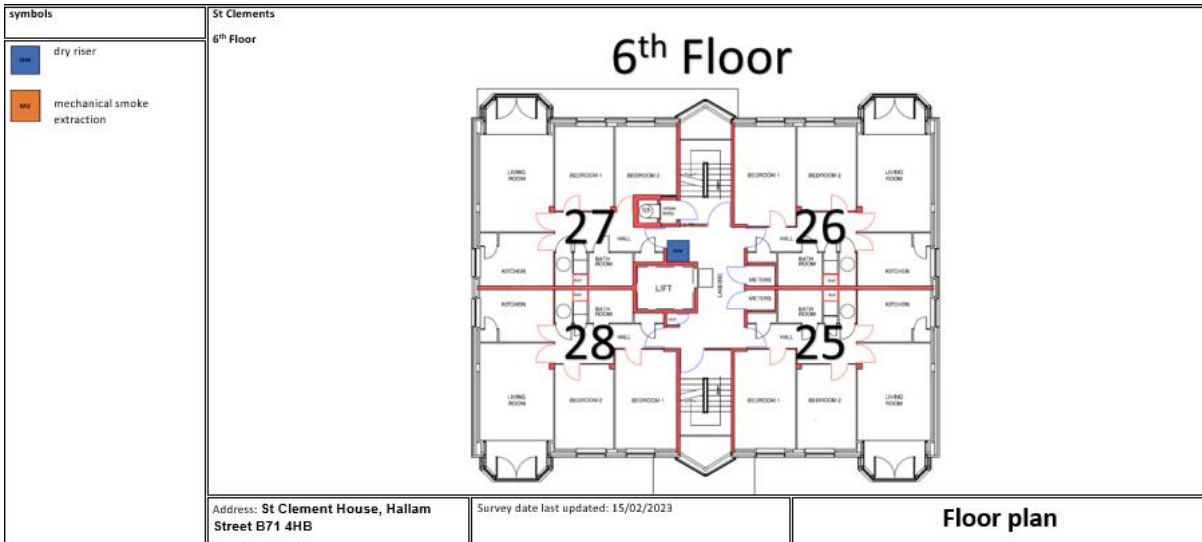 symbols
dry riser
mechanical smoke
extraction
St Clements
6th Floor
6th Floor
LIVING
ROOM
BEDROOM 1
BEDROOM 2
BEDROOM 1
BEDROOM 2
LIVING
ROOM
27
26
HALL
HALL
KITCHEN
BATH
ROOM
BATH
ROOM
KITCHEN
LIFT
LANDING
METERS
METERS
KITCHEN
BATH
ROOM
BATH
ROOM
KITCHEN
28
25
HALL
HALL
LIVING
ROOM
BEDROOM 2
BEDROOM 1
BEDROOM 1
BEDROOM 2
LIVING
ROOM
Address: St Clement House, Hallam
Street B71 4HB
Survey date last updated: 15/02/2023
Floor plan